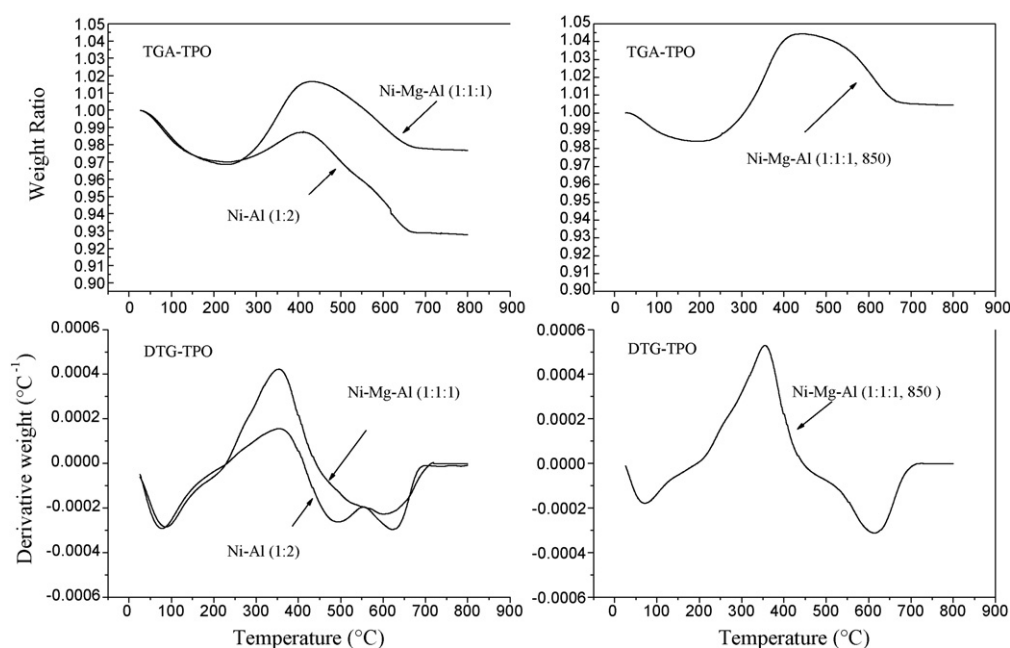 Weight Ratio
1.05
1.04
1.03
1.02
1.01
1.00
0.99
0.98
0.97
0.96
0.95
0.94
0.93
0.92
0.91
0.90
TGA-TPO
Ni-Mg-Al (1:1:1)
Ni-Al (1:2)
0 100 200 300 400 500 600 700 800 900
1.05
1.04
1.03
1.02
1.01
1.00
0.99
0.98
0.97
0.96
0.95
0.94
0.93
0.92
0.91
0.90
TGA-TPO
Ni-Mg-Al (1:1:1, 850)
0 100 200 300 400 500 600 700 800 900
Derivative weight (°C⁻¹)
0.0006
0.0004
0.0002
0.0000
-0.0002
-0.0004
-0.0006
DTG-TPO
Ni-Mg-Al (1:1:1)
Ni-Al (1:2)
0 100 200 300 400 500 600 700 800 900
Temperature (°C)
0.0006
0.0004
0.0002
0.0000
-0.0002
-0.0004
-0.0006
DTG-TPO
Ni-Mg-Al (1:1:1, 850 )
0 100 200 300 400 500 600 700 800 900
Temperature (°C)